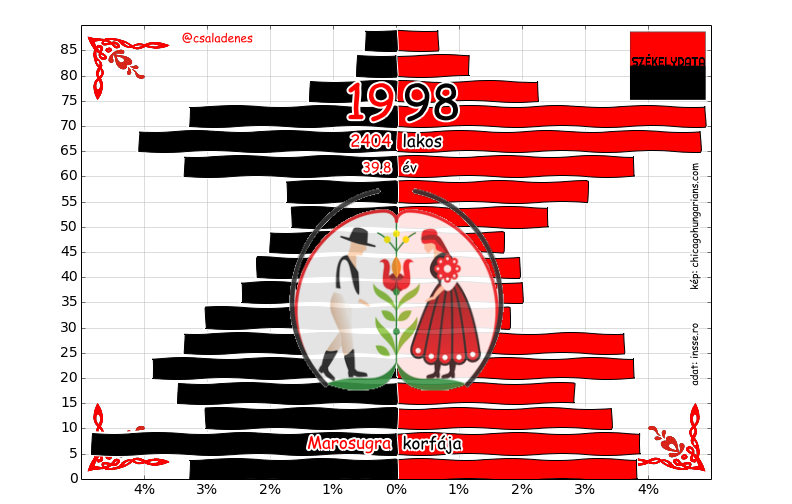 @csaladenes
SZÉKELYDATA
1998
2404 lakos
39.8 év
kép: chicagohungarians.com
adat: insse.ro
Marosugra korfája
85
80
75
70
65
60
55
50
45
40
35
30
25
20
15
10
5
0
4% 3% 2% 1% 0% 1% 2% 3% 4%